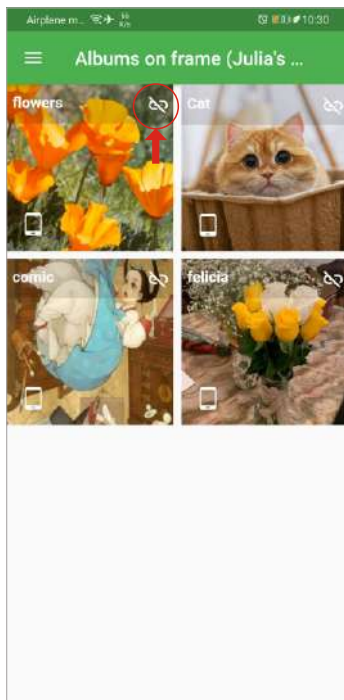 Airplane m... 10:30
Albums on frame (Julia's ...
flowers
Cat
comic
felicia